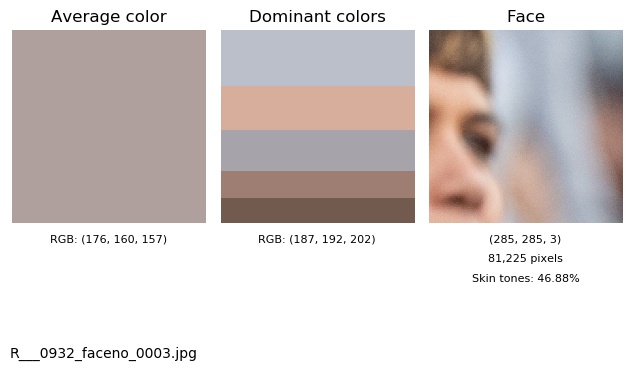 Average color
Dominant colors
Face
RGB: (176, 160, 157)
RGB: (187, 192, 202)
(285, 285, 3)
81,225 pixels
Skin tones: 46.88%
R___0932_faceno_0003.jpg